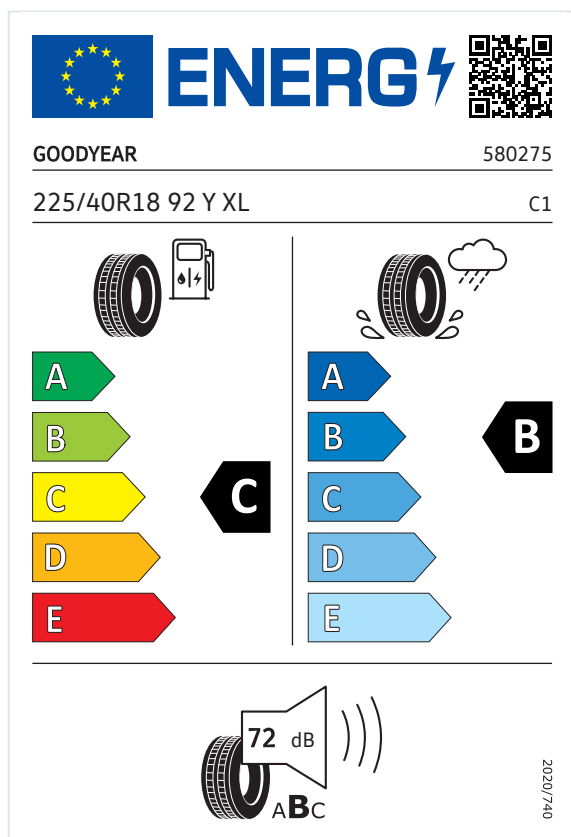 ENERG
GOODYEAR 580275
225/40R18 92 Y XL C1
A A
B B B
C C C
D D
E E
72 dB
ABC
2020/740